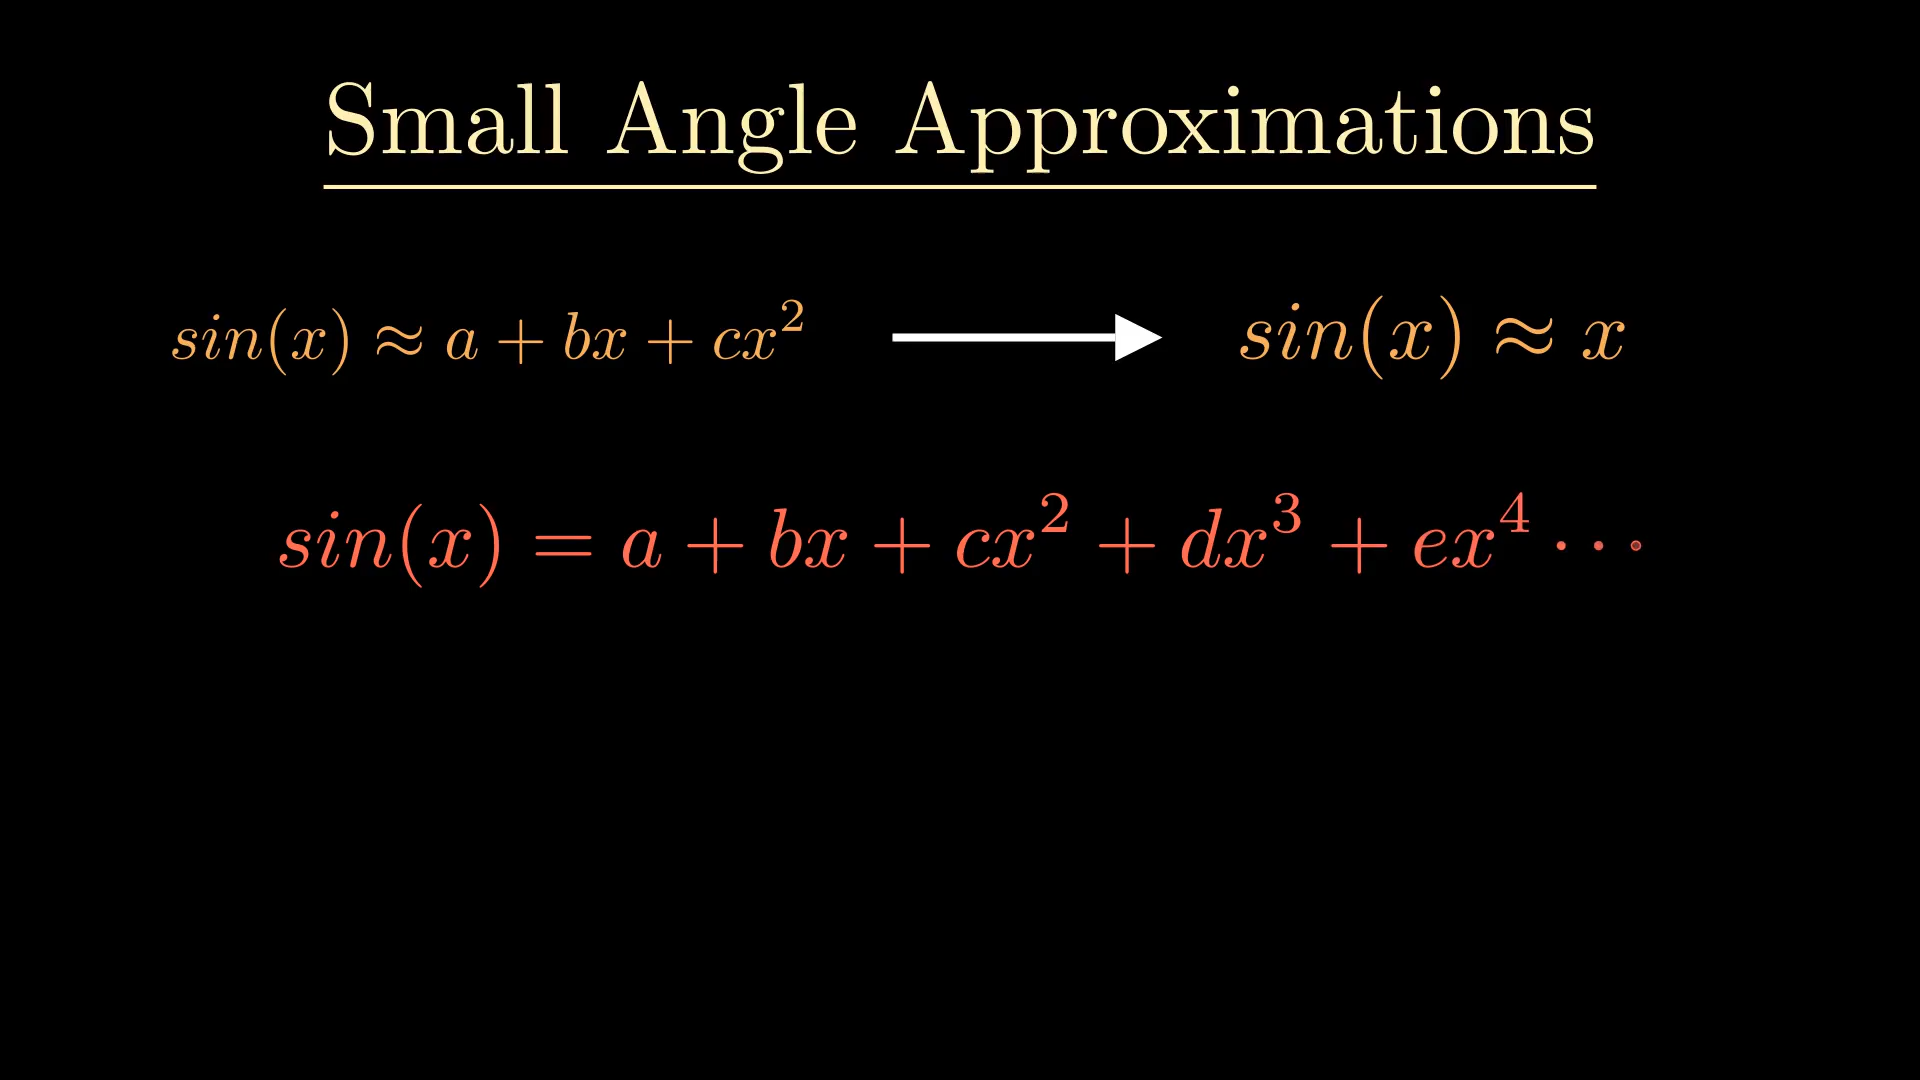 Small Angle Approximations
sin(x) ≈ a + bx + cx² → sin(x) ≈ x
sin(x) = a + bx + cx² + dx³ + ex⁴ ⋯